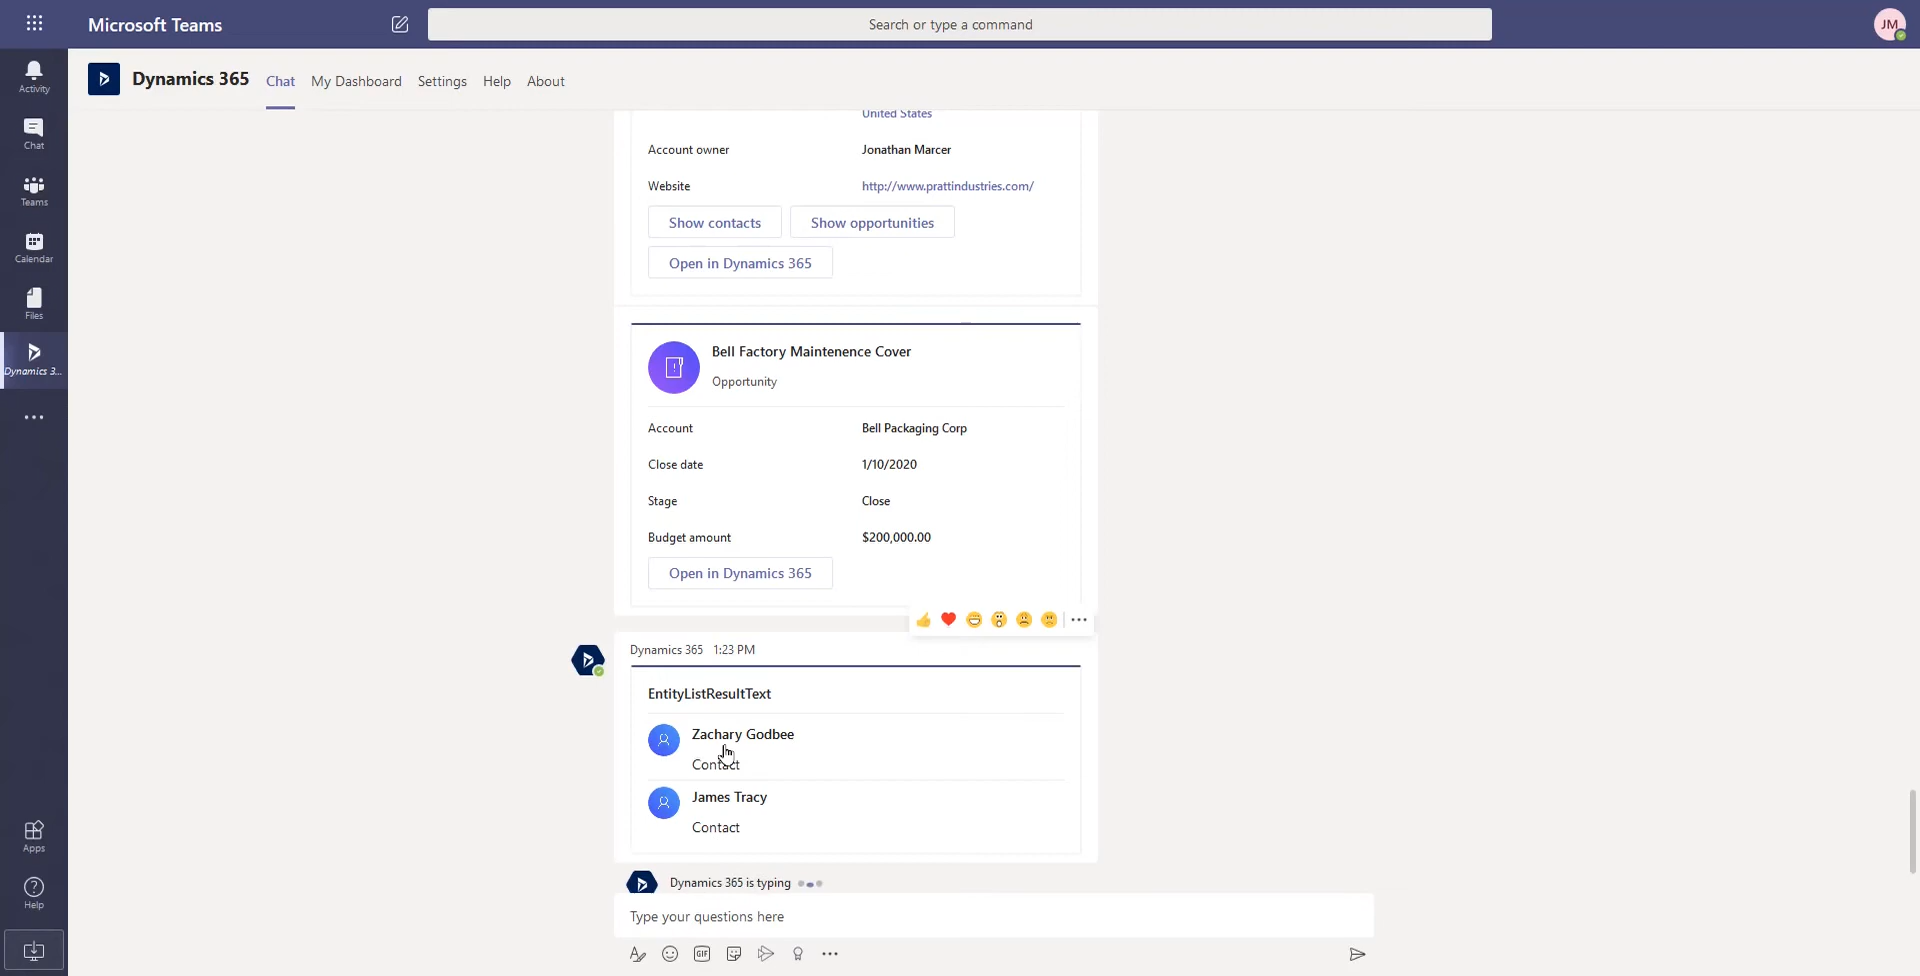 Microsoft Teams
Search or type a command
JM
Activity
Chat
Teams
Calendar
Files
Dynamics 3...
Apps
Help
Dynamics 365
Chat
My Dashboard
Settings
Help
About
United States
Account owner
Jonathan Marcer
Website
http://www.prattindustries.com/
Show contacts
Show opportunities
Open in Dynamics 365
Bell Factory Maintenence Cover
Opportunity
Account
Bell Packaging Corp
Close date
1/10/2020
Stage
Close
Budget amount
$200,000.00
Open in Dynamics 365
Dynamics 365 1:23 PM
EntityListResultText
Zachary Godbee
Contact
James Tracy
Contact
Dynamics 365 is typing
Type your questions here
GIF